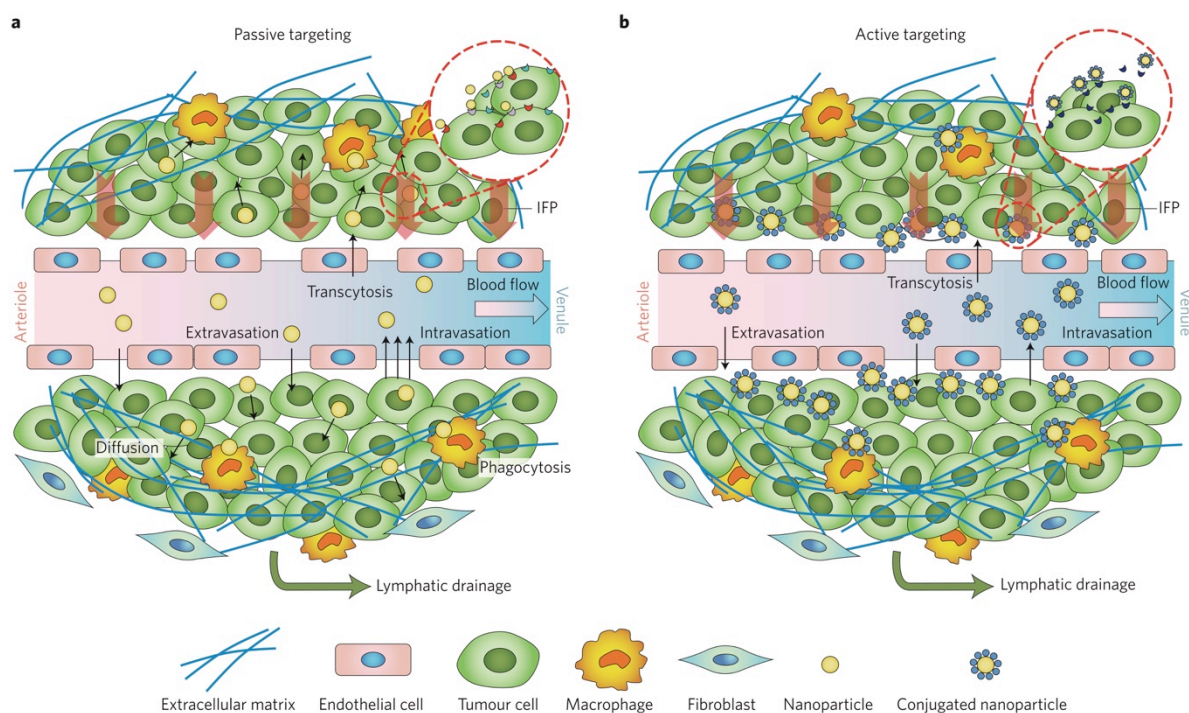 a
Passive targeting
IFP
Arteriole
Transcytosis
Blood flow
Extravasation
Intravasation
Venule
Diffusion
Phagocytosis
Lymphatic drainage
b
Active targeting
IFP
Arteriole
Transcytosis
Blood flow
Extravasation
Intravasation
Venule
Lymphatic drainage
Extracellular matrix
Endothelial cell
Tumour cell
Macrophage
Fibroblast
Nanoparticle
Conjugated nanoparticle